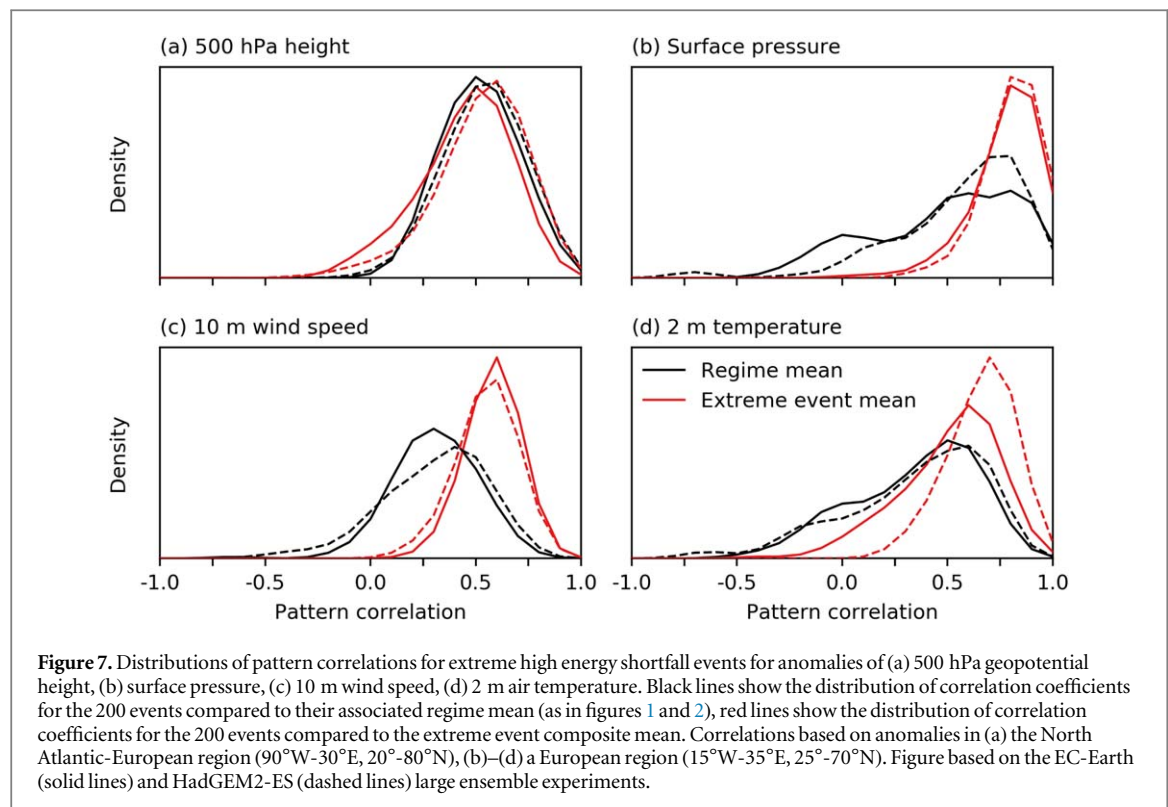 (a) 500 hPa height
(b) Surface pressure
Density
(c) 10 m wind speed
(d) 2 m temperature
Regime mean
Extreme event mean
Density
-1.0 -0.5 0.0 0.5 1.0
-1.0 -0.5 0.0 0.5 1.0
Pattern correlation
Pattern correlation
Figure 7. Distributions of pattern correlations for extreme high energy shortfall events for anomalies of (a) 500 hPa geopotential
height, (b) surface pressure, (c) 10 m wind speed, (d) 2 m air temperature. Black lines show the distribution of correlation coefficients
for the 200 events compared to their associated regime mean (as in figures 1 and 2), red lines show the distribution of correlation
coefficients for the 200 events compared to the extreme event composite mean. Correlations based on anomalies in (a) the North
Atlantic-European region (90°W-30°E, 20°-80°N), (b)–(d) a European region (15°W-35°E, 25°-70°N). Figure based on the EC-Earth
(solid lines) and HadGEM2-ES (dashed lines) large ensemble experiments.